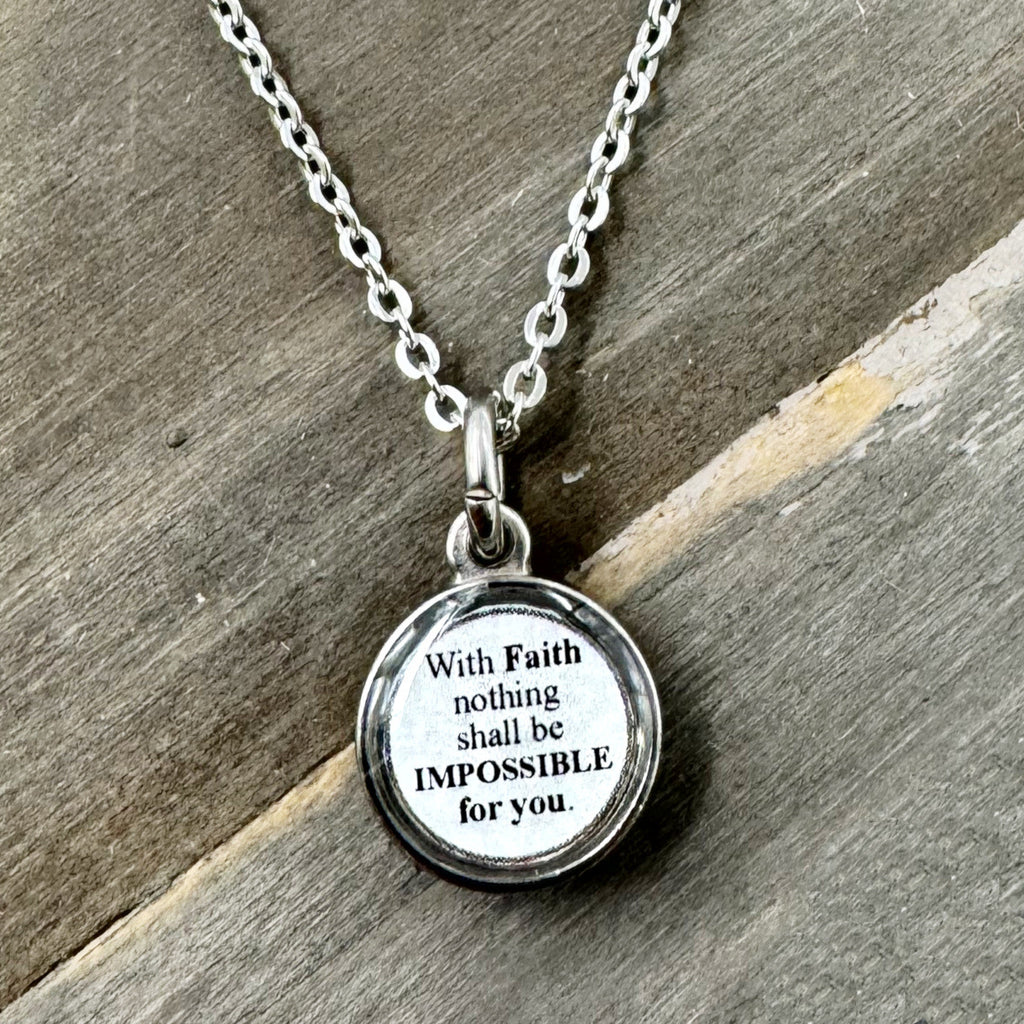 With Faith
nothing
shall be
IMPOSSIBLE
for you.